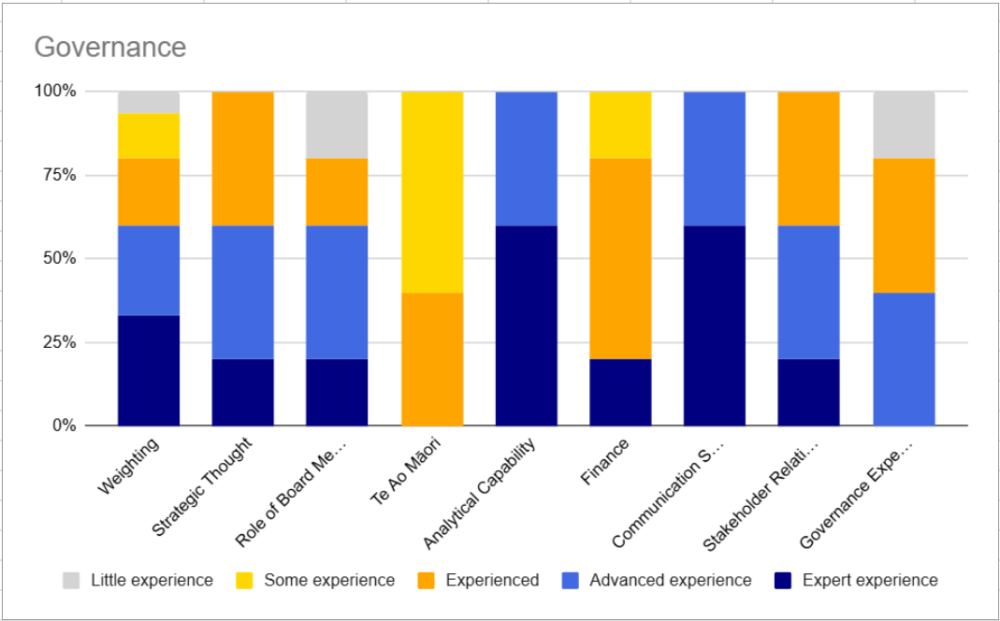 Governance
100%
75%
50%
25%
0%
Weighting
Strategic Thought
Role of Board Me...
Te Ao Māori
Analytical Capability
Finance
Communication S...
Stakeholder Relati...
Governance Expe...
Little experience
Some experience
Experienced
Advanced experience
Expert experience